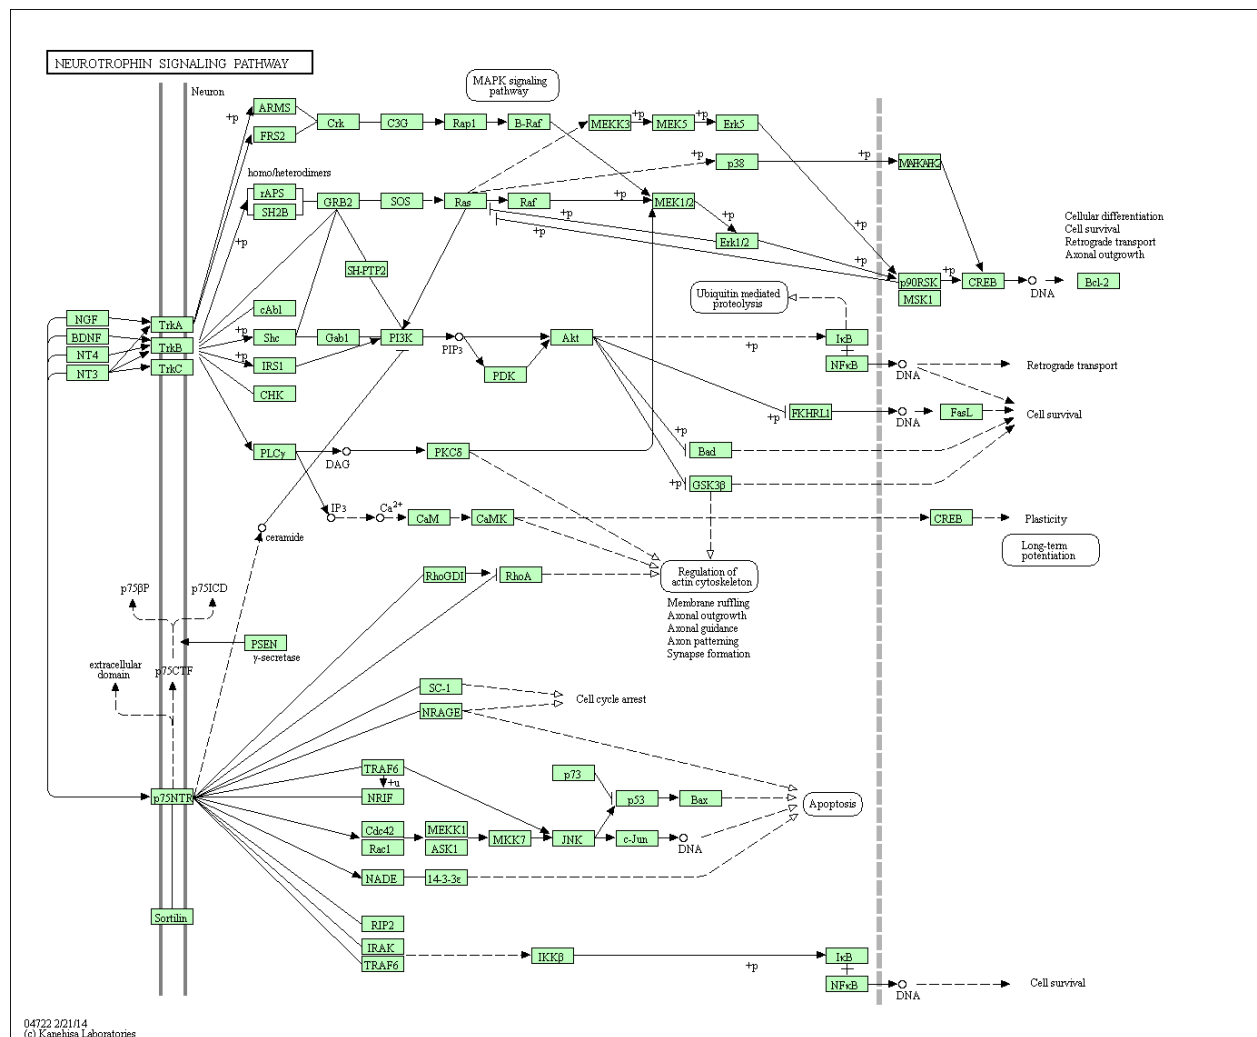 NEUROTROPHIN SIGNALING PATHWAY
Neuron
MAPK signaling
pathway
+p
ARMS
FRS2
Crk
C3G
Rap1
B-Raf
MEKK3
+p
MEK5
+p
Erk5
p38
+p
MAPKAPK2
homo/heterodimers
rAPS
SH2B
+p
GRB2
SOS
Ras
Raf
+p
MEK1/2
+p
+p
+p
+p
Erk1/2
+p
+p
Cellular differentiation
Cell survival
Retrograde transport
Axonal outgrowth
SH-PTP2
Ubiquitin mediated
proteolysis
p90RSK
MSK1
+p
CREB
DNA
Bcl-2
NGF
BDNF
NT4
NT3
TrkA
TrkB
TrkC
cAbl
+p
Shc
+p
IRS1
CHK
Gab1
PI3K
PIP3
PDK
Akt
+p
IκB
NFκB
DNA
Retrograde transport
+p
FKHRL1
DNA
FasL
Cell survival
PLCγ
DAG
PKCδ
+p
Bad
+p
GSK3β
IP3
Ca2+
CaM
CaMK
CREB
Plasticity
Long-term
potentiation
ceramide
RhoGDI
RhoA
Regulation of
actin cytoskeleton
Membrane ruffling
Axonal outgrowth
Axonal guidance
Axon patterning
Synapse formation
p75βP
p75ICD
PSEN
γ-secretase
extracellular
domain
p75CTF
SC-1
NRAGE
Cell cycle arrest
p75NTR
TRAF6
+u
NRIF
p73
p53
Bax
Apoptosis
Cdc42
Rac1
MEKK1
ASK1
MKK7
JNK
c-Jun
DNA
NADE
14-3-3ε
Sortilin
RIP2
IRAK
TRAF6
IKKβ
+p
IκB
NFκB
DNA
Cell survival
04722 2/21/14
(c) Kanehisa Laboratories